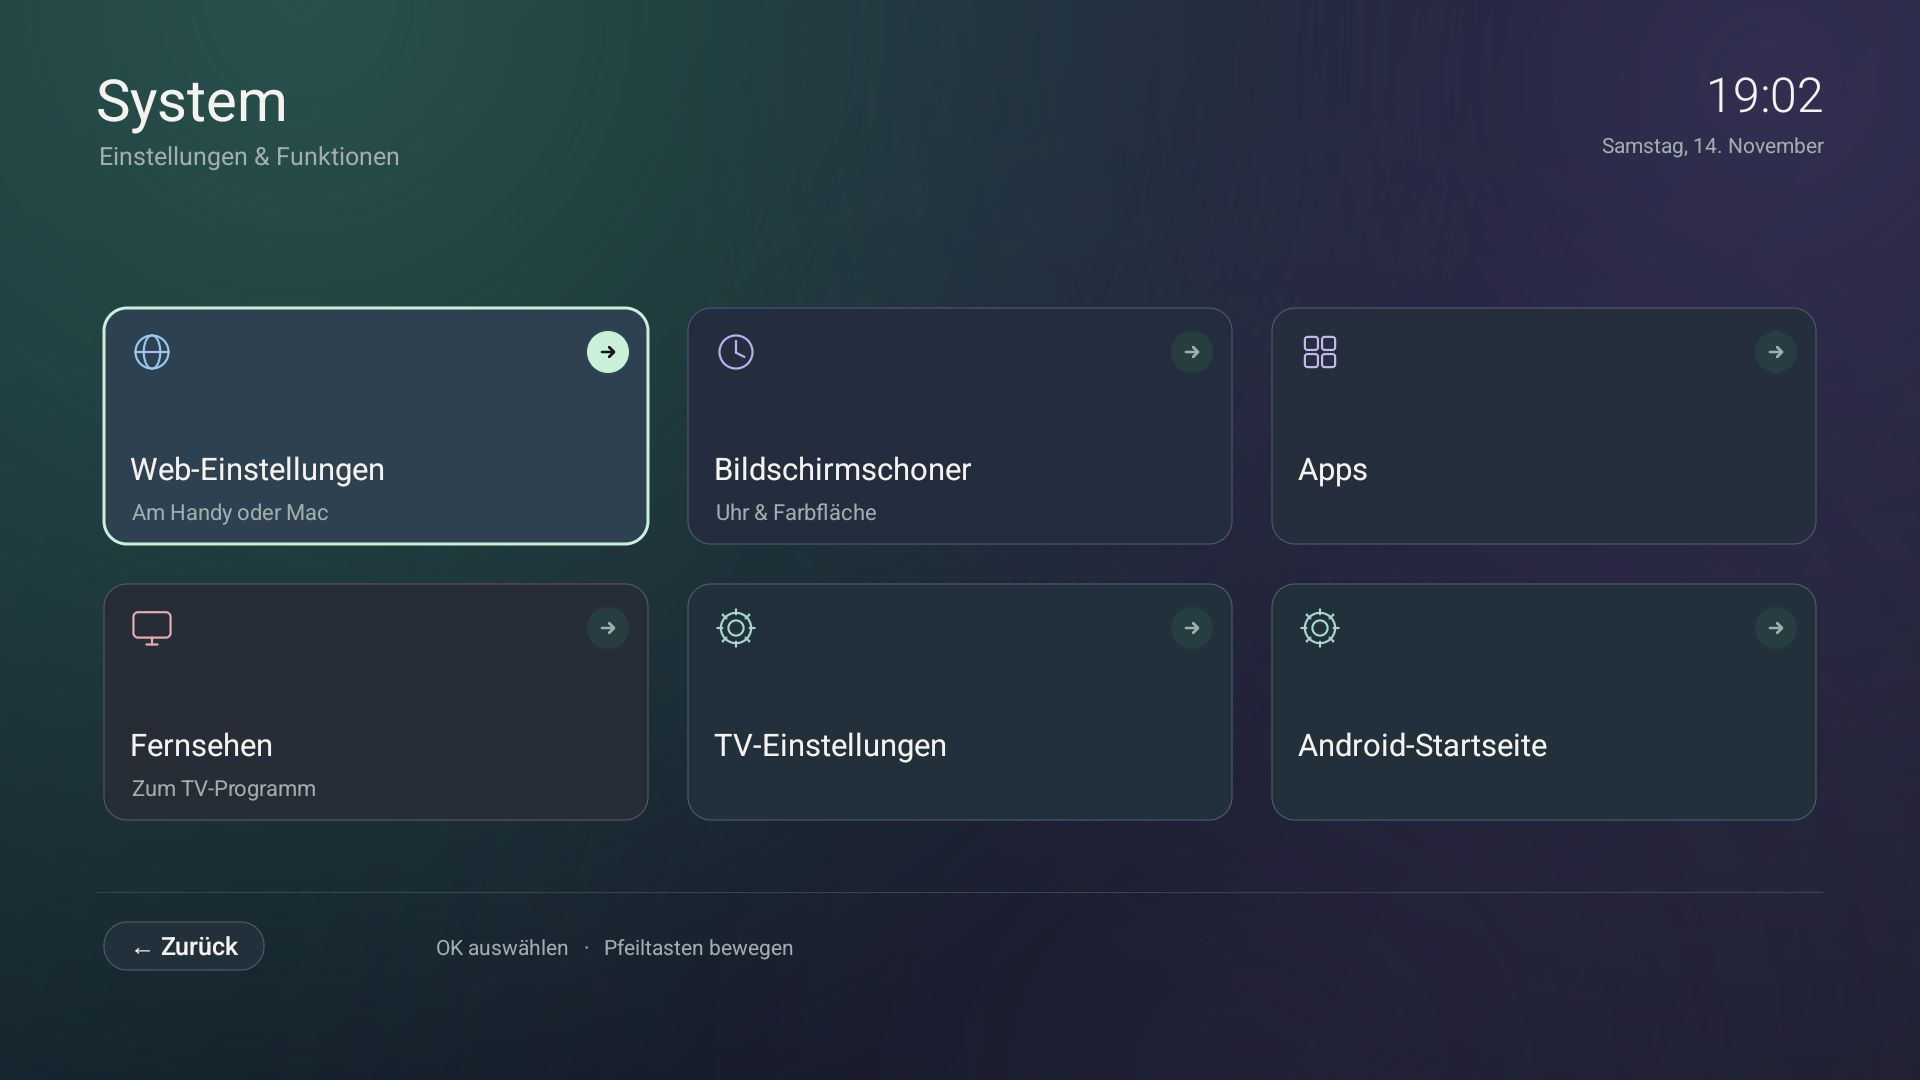 System
Einstellungen & Funktionen
19:02
Samstag, 14. November
Web-Einstellungen
Am Handy oder Mac
Bildschirmschoner
Uhr & Farbfläche
Apps
Fernsehen
Zum TV-Programm
TV-Einstellungen
Android-Startseite
← Zurück
OK auswählen · Pfeiltasten bewegen